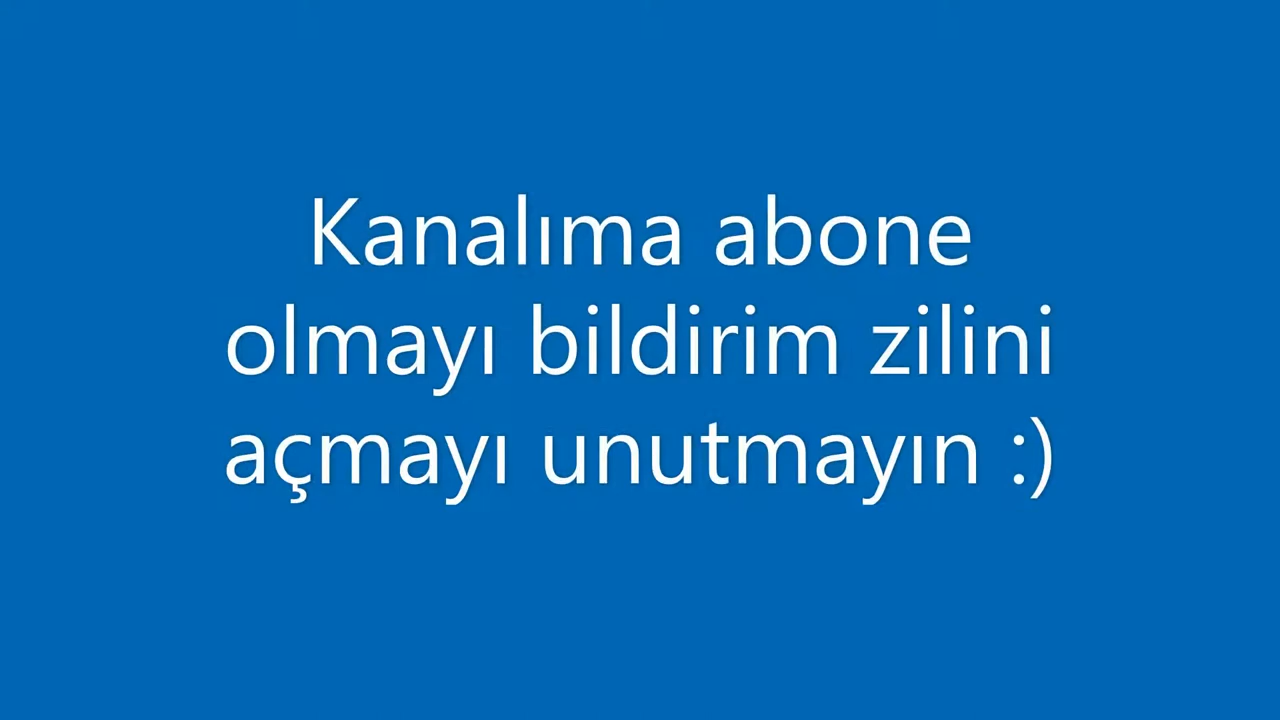 Kanalıma abone
olmayı bildirim zilini
açmayı unutmayın :)